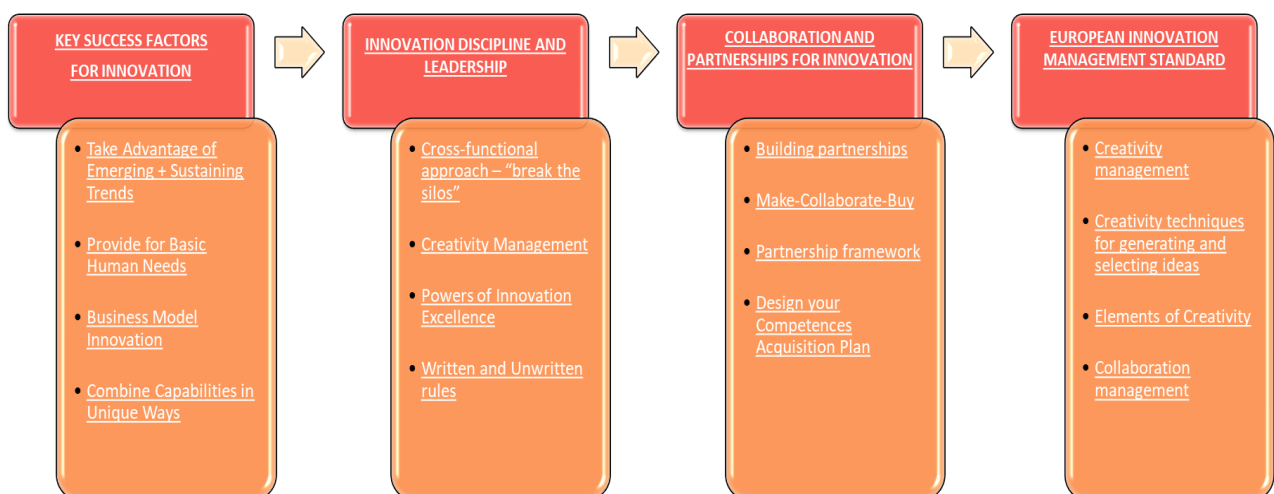 KEY SUCCESS FACTORS
FOR INNOVATION
• Take Advantage of
Emerging + Sustaining
Trends
• Provide for Basic
Human Needs
• Business Model
Innovation
• Combine Capabilities in
Unique Ways
INNOVATION DISCIPLINE AND
LEADERSHIP
• Cross-functional
approach – “break the
silos”
• Creativity Management
• Powers of Innovation
Excellence
• Written and Unwritten
rules
COLLABORATION AND
PARTNERSHIPS FOR INNOVATION
• Building partnerships
• Make-Collaborate-Buy
• Partnership framework
• Design your
Competences
Acquisition Plan
EUROPEAN INNOVATION
MANAGEMENT STANDARD
• Creativity
management
• Creativity techniques
for generating and
selecting ideas
• Elements of Creativity
• Collaboration
management